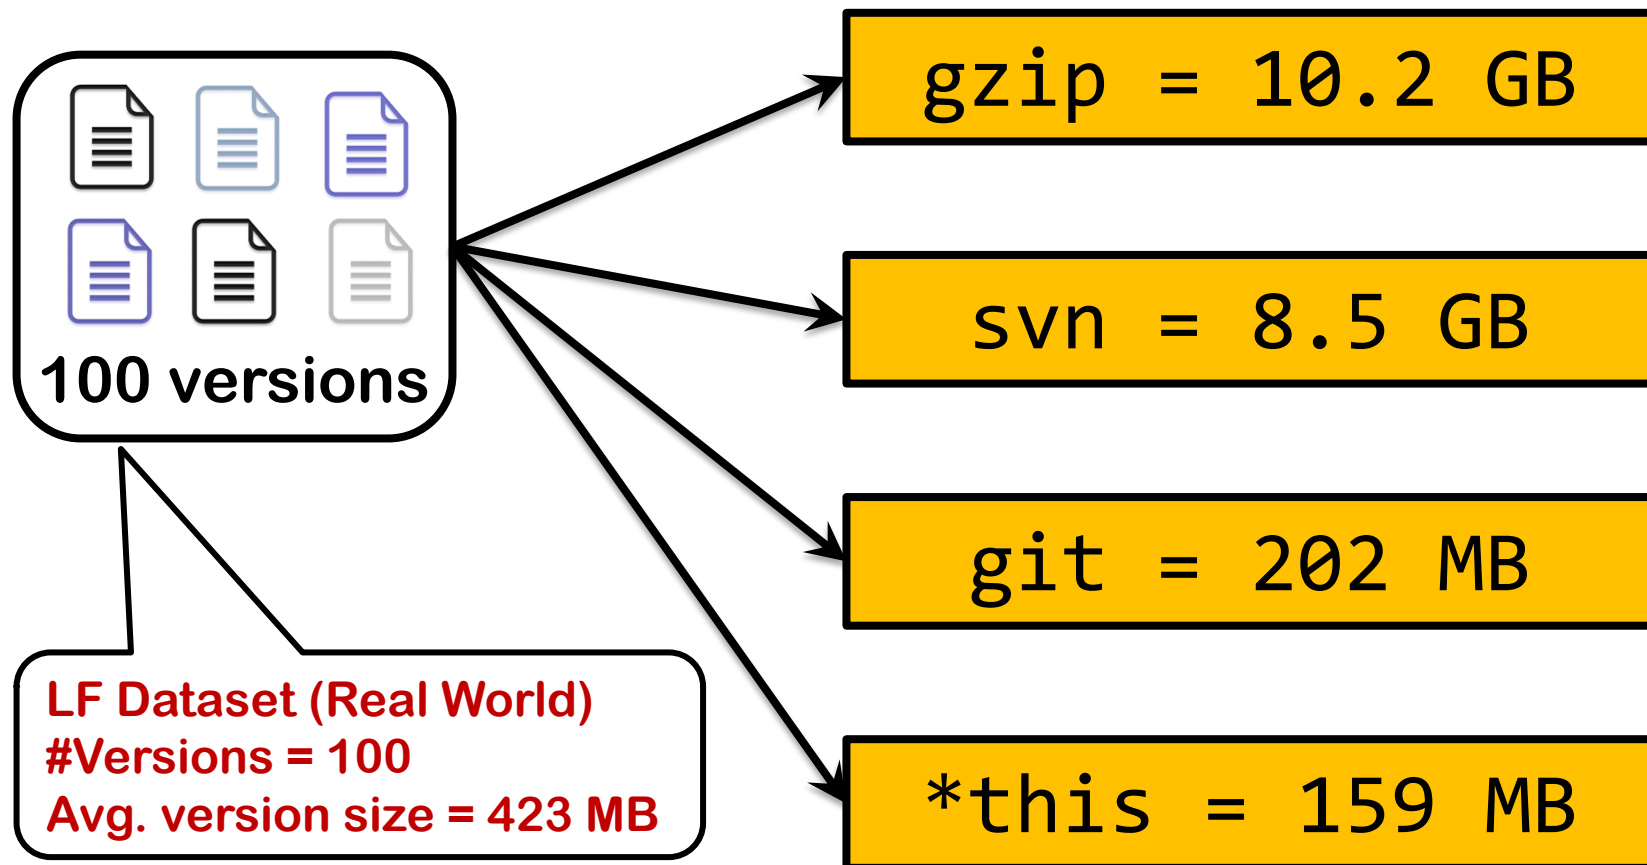 100 versions
LF Dataset (Real World)
#Versions = 100
Avg. version size = 423 MB
gzip = 10.2 GB
svn = 8.5 GB
git = 202 MB
*this = 159 MB